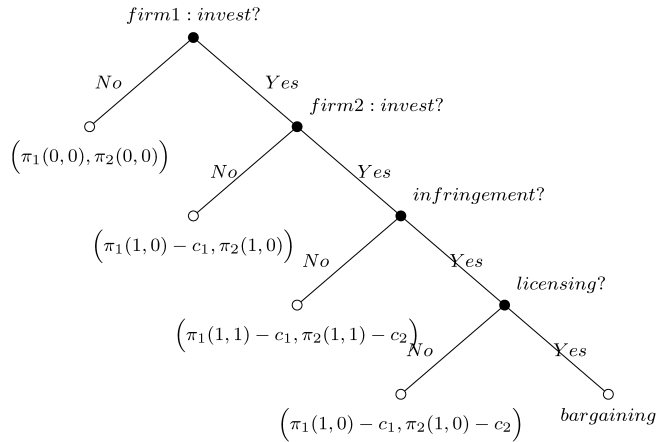 firm1 : invest?
No
Yes
firm2 : invest?
(π₁(0, 0), π₂(0, 0))
No
Yes
infringement?
(π₁(1, 0) − c₁, π₂(1, 0))
No
Yes
licensing?
(π₁(1, 1) − c₁, π₂(1, 1) − c₂)
No
Yes
(π₁(1, 0) − c₁, π₂(1, 0) − c₂)
bargaining